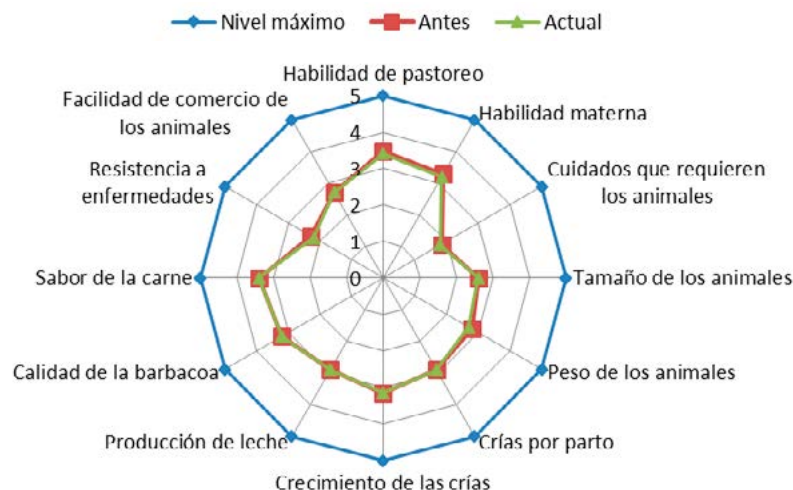 Nivel máximo Antes Actual
Habilidad de pastoreo
Facilidad de comercio de
los animales
Habilidad materna
Resistencia a
enfermedades
Cuidados que requieren
los animales
5
4
3
2
1
0
Sabor de la carne
Tamaño de los animales
Calidad de la barbacoa
Peso de los animales
Producción de leche
Crías por parto
Crecimiento de las crías